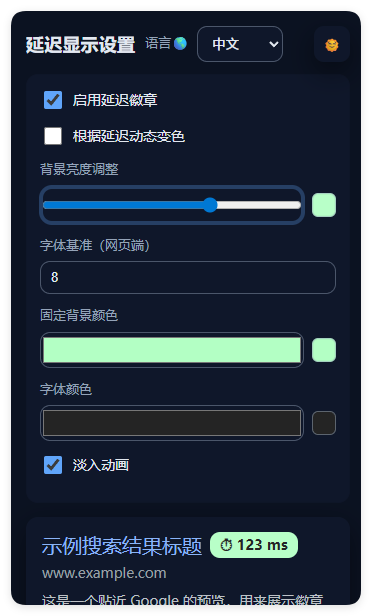 延迟显示设置 语言 中文
启用延迟徽章
根据延迟动态变色
背景亮度调整
字体基准（网页端）
8
固定背景颜色
字体颜色
淡入动画
示例搜索结果标题 123 ms
www.example.com
这是一个贴近 Google 的预览，用来展示徽章